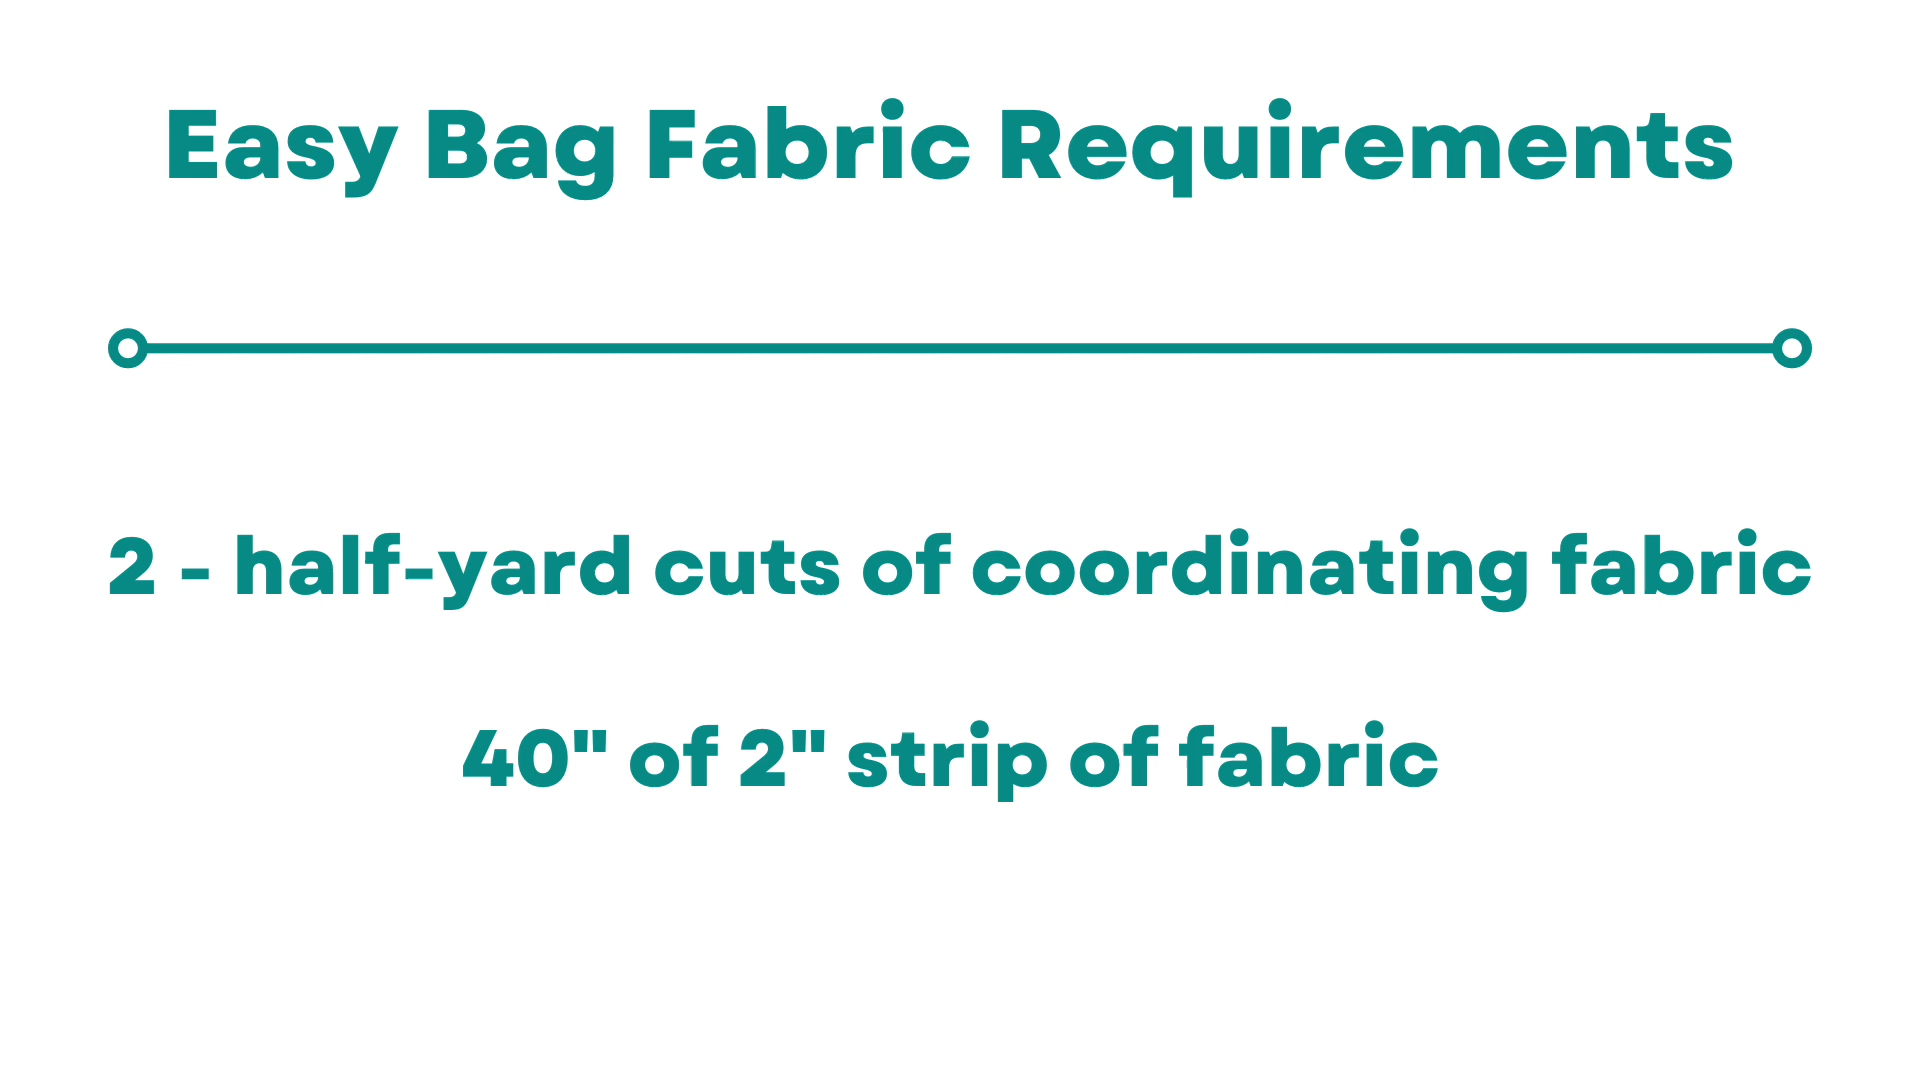 Easy Bag Fabric Requirements
2 - half-yard cuts of coordinating fabric
40" of 2" strip of fabric